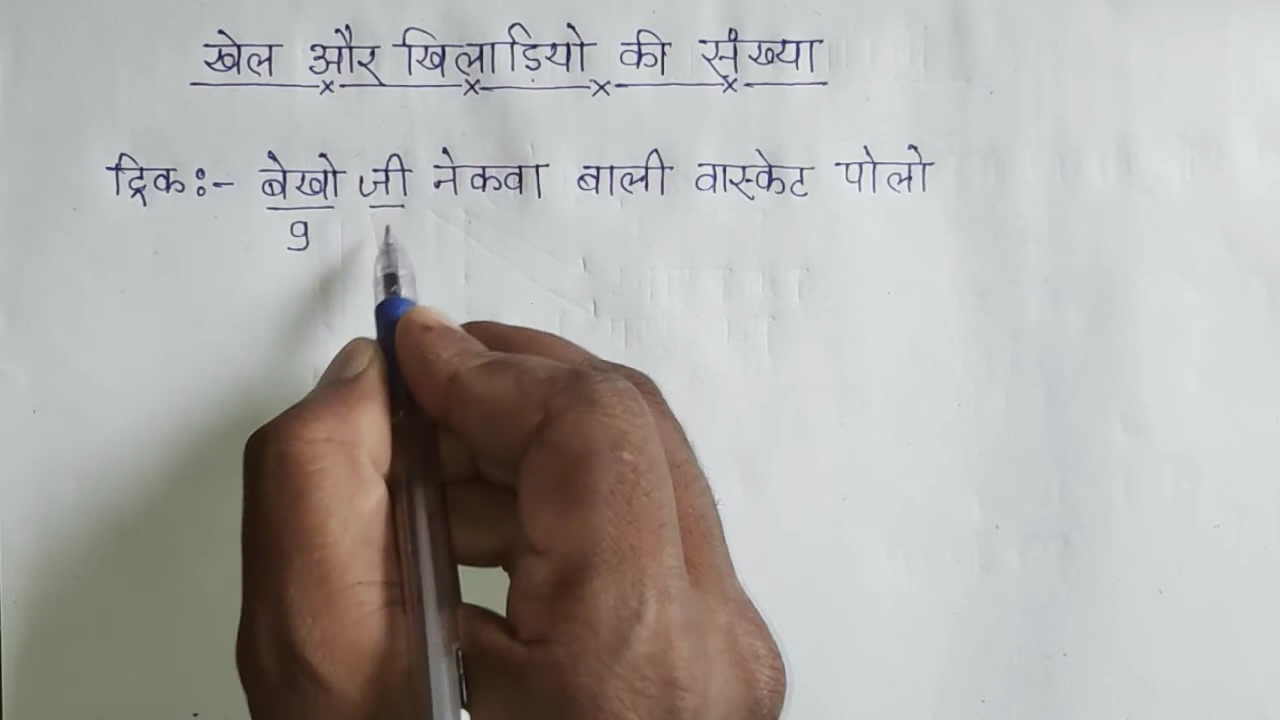 खेल और खिलाड़ियो की संख्या
ट्रिक:- बेखो जी नेकवा बाली वास्केट पोलो
9